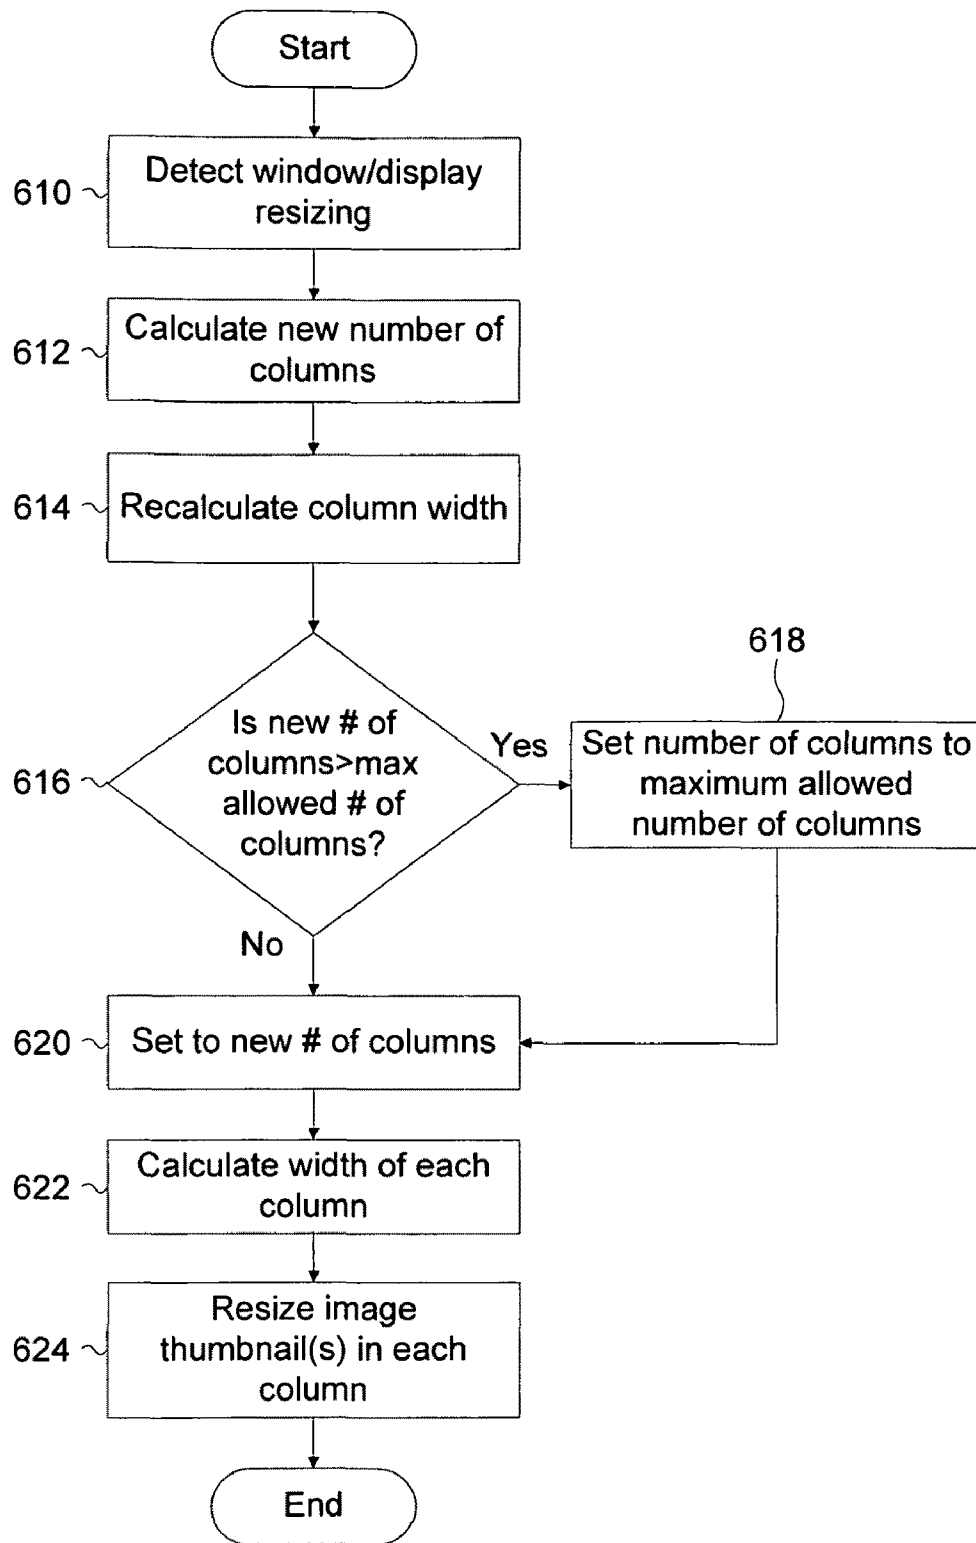 Start
610
Detect window/display
resizing
612
Calculate new number of
columns
614
Recalculate column width
616
Is new # of
columns>max
allowed # of
columns?
Yes
618
Set number of columns to
maximum allowed
number of columns
No
620
Set to new # of columns
622
Calculate width of each
column
624
Resize image
thumbnail(s) in each
column
End